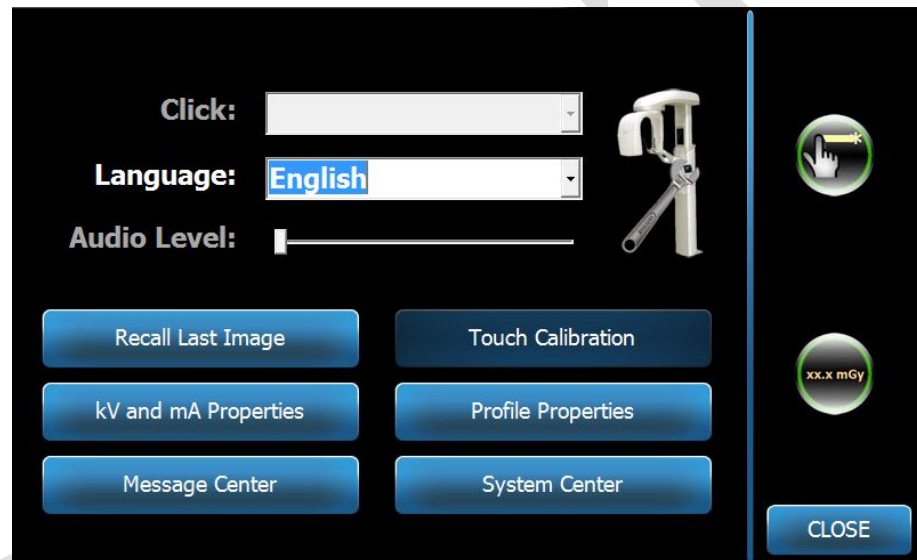 Click:
Language: English
Audio Level:
Recall Last Image
Touch Calibration
kV and mA Properties
Profile Properties
Message Center
System Center
xx.x mGy
CLOSE